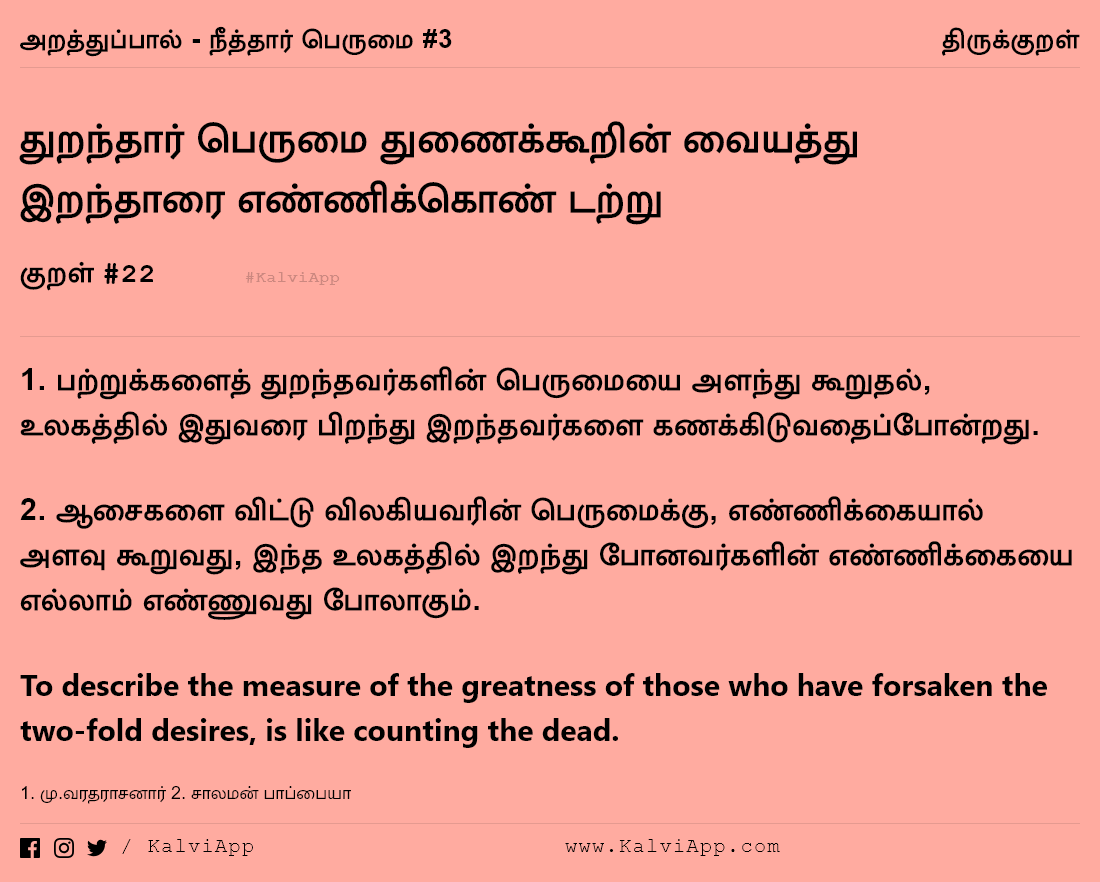 அறத்துப்பால் - நீத்தார் பெருமை #3 திருக்குறள்
துறந்தார் பெருமை துணைக்கூறின் வையத்து
இறந்தாரை எண்ணிக்கொண் டற்று
குறள் #22 #KalviApp
1. பற்றுக்களைத் துறந்தவர்களின் பெருமையை அளந்து கூறுதல்,
உலகத்தில் இதுவரை பிறந்து இறந்தவர்களை கணக்கிடுவதைப்போன்றது.
2. ஆசைகளை விட்டு விலகியவரின் பெருமைக்கு, எண்ணிக்கையால்
அளவு கூறுவது, இந்த உலகத்தில் இறந்து போனவர்களின் எண்ணிக்கையை
எல்லாம் எண்ணுவது போலாகும்.
To describe the measure of the greatness of those who have forsaken the
two-fold desires, is like counting the dead.
1. மு.வரதராசனார் 2. சாலமன் பாப்பையா
/ KalviApp www.KalviApp.com